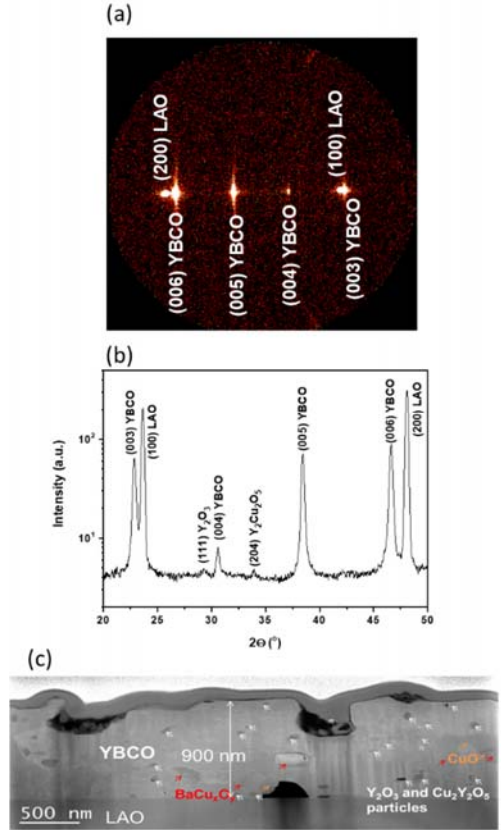 (a)
(200) LAO
(006) YBCO
(005) YBCO
(004) YBCO
(100) LAO
(003) YBCO
(b)
Intensity (a.u.)
10²
10¹
(003) YBCO
(100) LAO
(111) Y₂O₃
(004) YBCO
(204) Y₂Cu₂O₅
(005) YBCO
(006) YBCO
(200) LAO
20 25 30 35 40 45 50
2Θ (°)
(c)
YBCO
900 nm
CuO
BaCuₓOᵧ
Y₂O₃ and Cu₂Y₂O₅
particles
500 nm
LAO